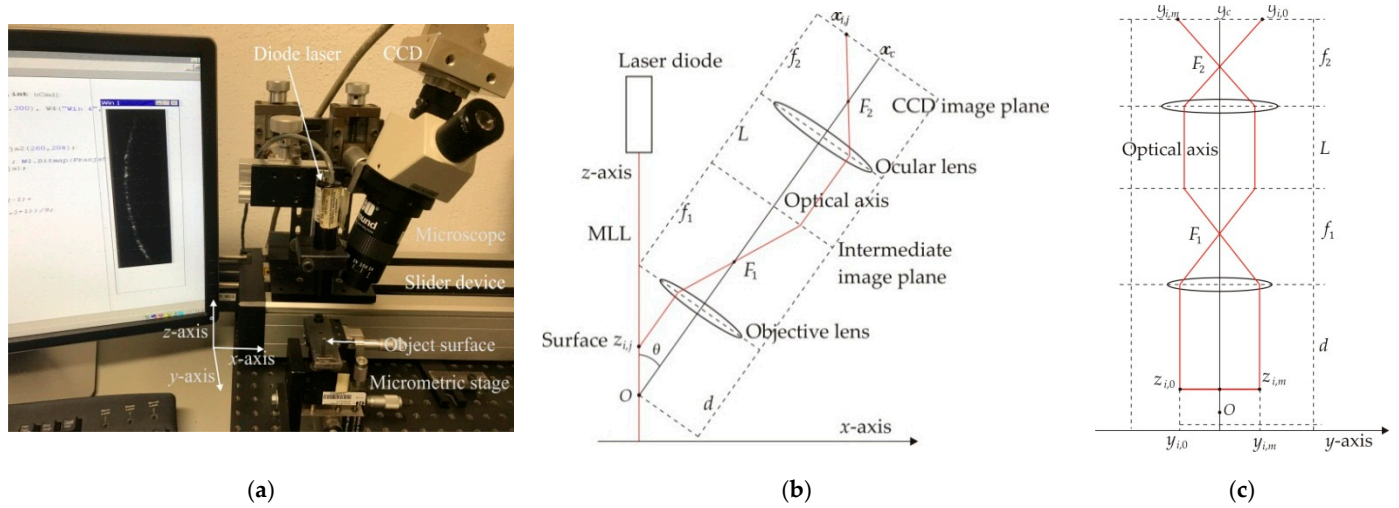 Diode laser
CCD
Win 1
Microscope
Slider device
z-axis
x-axis
y-axis
Object surface
Micrometric stage
(a)
x_{i,j}
x_c
f_2
Laser diode
F_2
CCD image plane
L
Ocular lens
z-axis
Optical axis
f_1
MLL
Intermediate
image plane
F_1
Surface z_{i,j}
Objective lens
θ
O
d
x-axis
(b)
y_{i,m}
y_c
y_{i,0}
F_2
f_2
Optical axis
L
F_1
f_1
d
z_{i,0}
z_{i,m}
O
y_{i,0}
y_{i,m}
y-axis
(c)